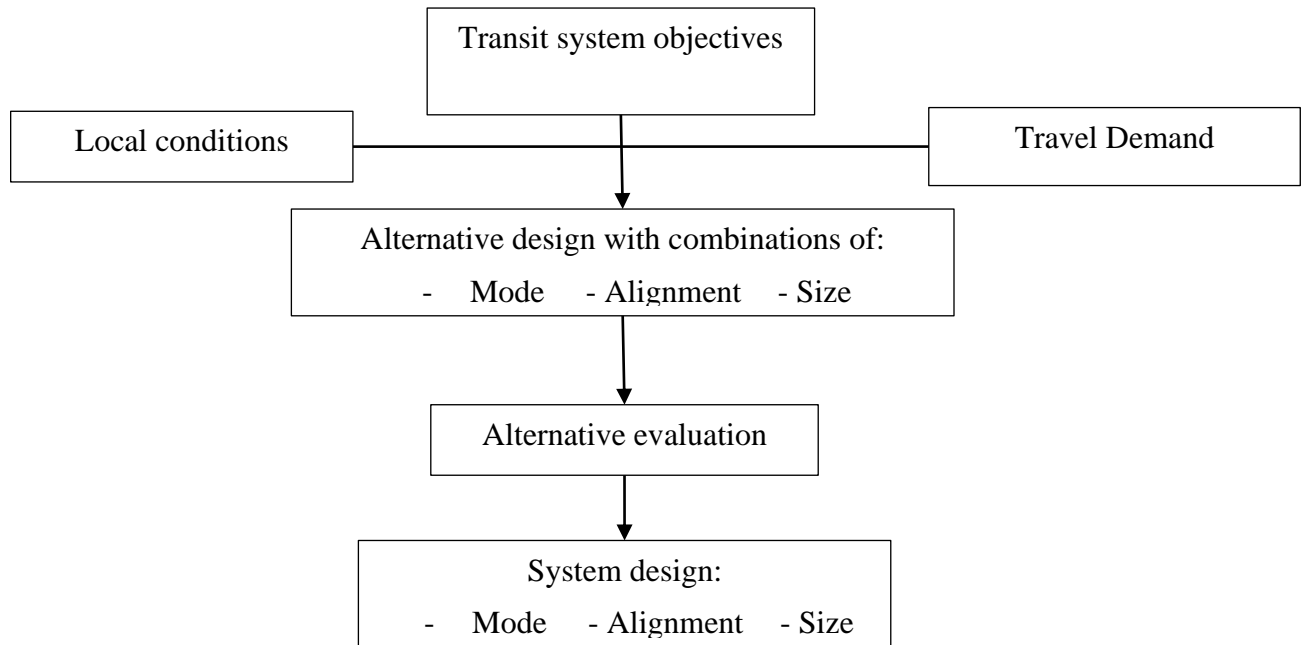 Transit system objectives
Local conditions
Travel Demand
Alternative design with combinations of:
- Mode - Alignment - Size
Alternative evaluation
System design:
- Mode - Alignment - Size